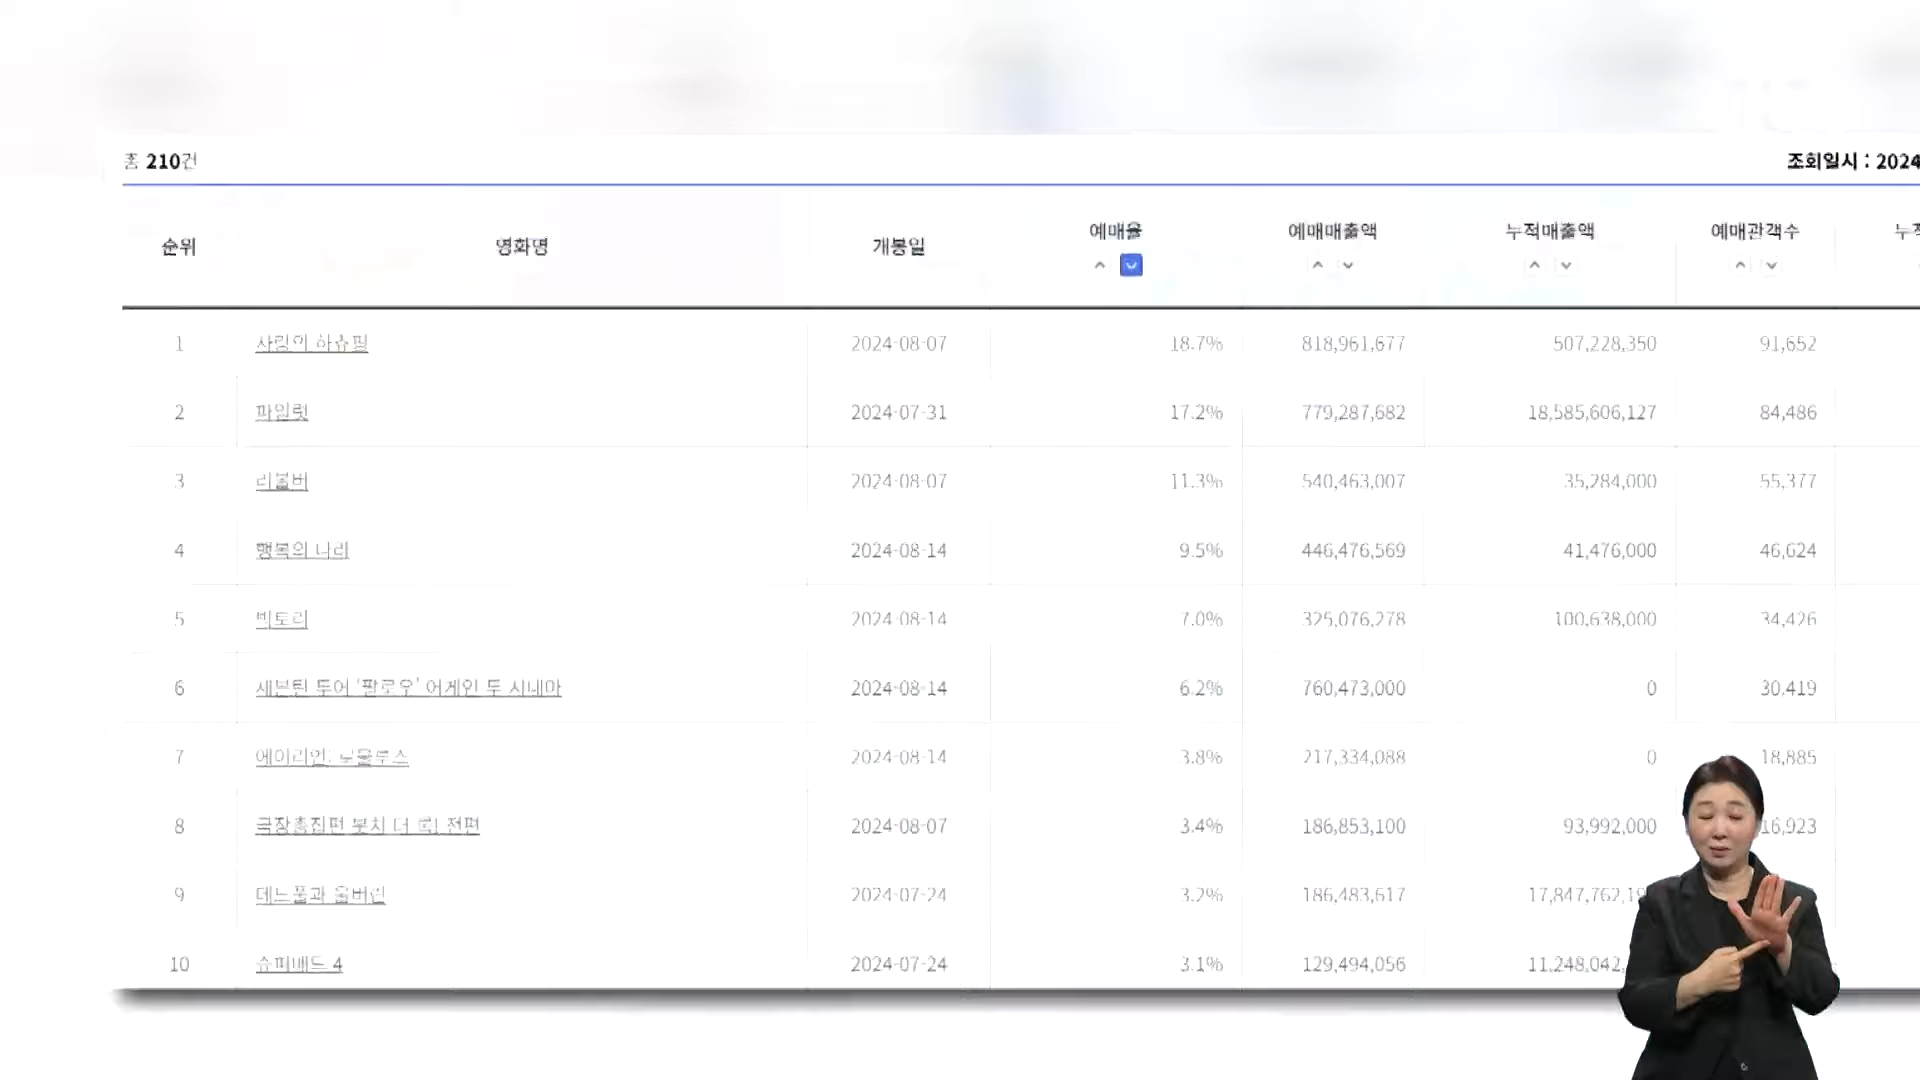 총 210건
조회일시 : 2024
순위 영화명 개봉일 예매율 예매매출액 누적매출액 예매관객수 누적
1 사랑의 하츄핑 2024-08-07 18.7% 818,961,677 507,228,350 91,652
2 파일럿 2024-07-31 17.2% 779,287,682 18,585,606,127 84,486
3 리볼버 2024-08-07 11.3% 540,463,007 35,284,000 55,377
4 행복의 나라 2024-08-14 9.5% 446,476,569 41,476,000 46,624
5 빅토리 2024-08-14 7.0% 325,076,278 100,638,000 34,426
6 세븐틴 투어 '팔로우' 어게인 투 시네마 2024-08-14 6.2% 760,473,000 0 30,419
7 에이리언: 로물루스 2024-08-14 3.8% 217,334,088 0 18,885
8 극장총집편 봇치 더 록! 전편 2024-08-07 3.4% 186,853,100 93,992,000 16,923
9 데드풀과 울버린 2024-07-24 3.2% 186,483,617 17,847,762,19
10 슈퍼배드 4 2024-07-24 3.1% 129,494,056 11,248,042,